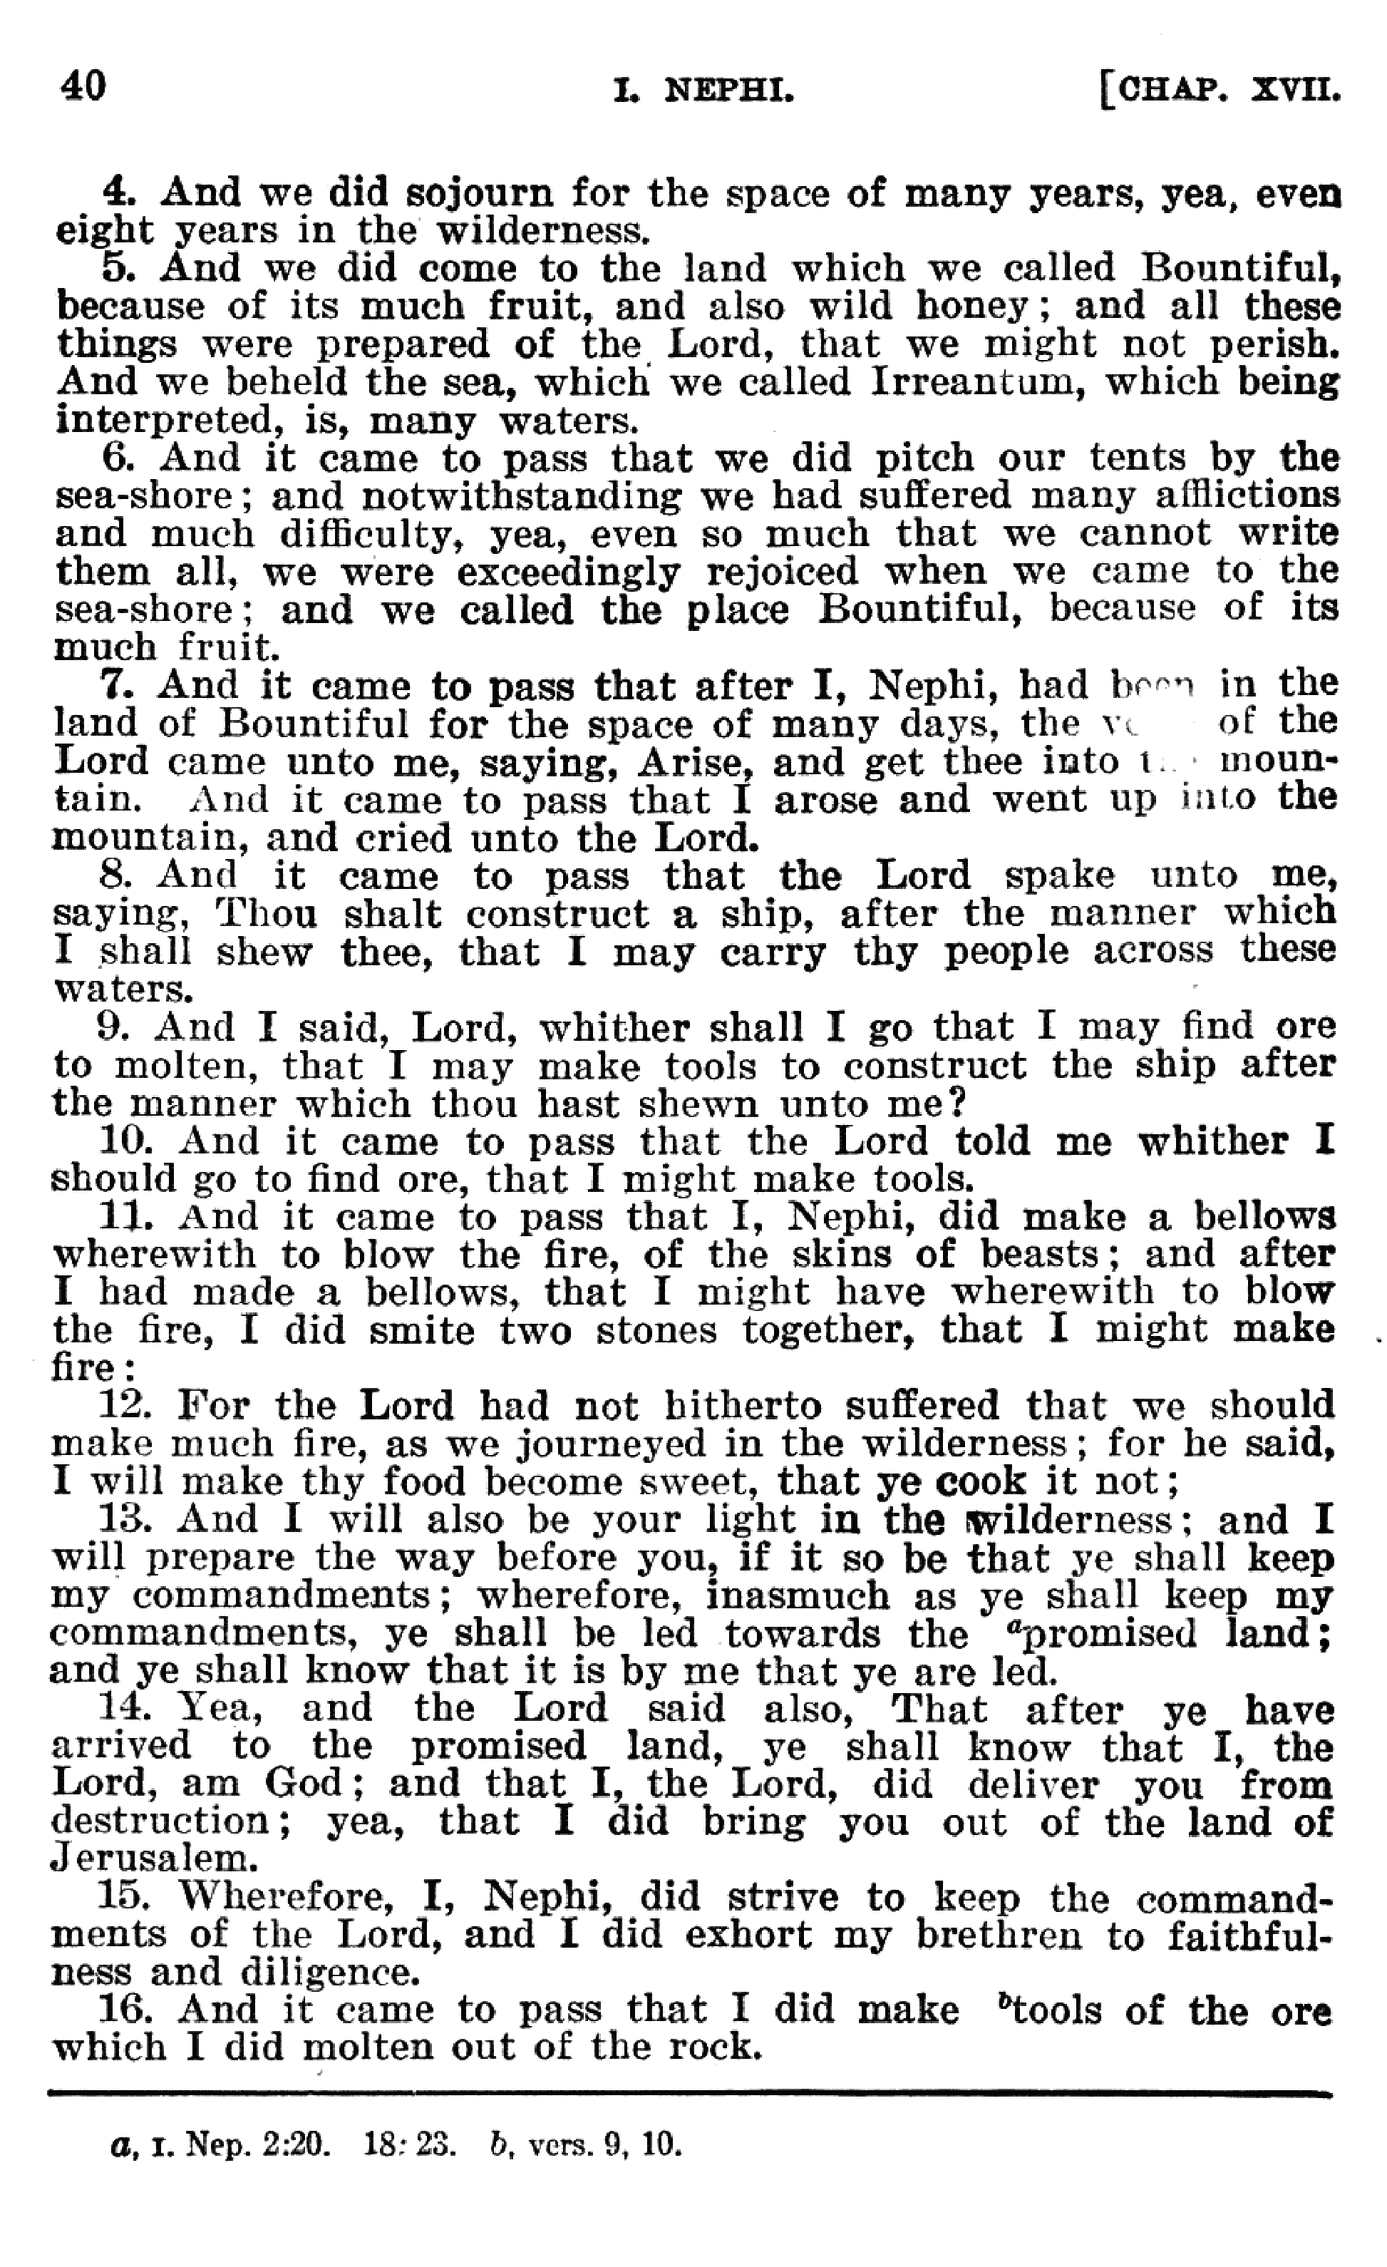 40 I. NEPHI. [CHAP. XVII.
4. And we did sojourn for the space of many years, yea, even
eight years in the wilderness.
5. And we did come to the land which we called Bountiful,
because of its much fruit, and also wild honey; and all these
things were prepared of the Lord, that we might not perish.
And we beheld the sea, which we called Irreantum, which being
interpreted, is, many waters.
6. And it came to pass that we did pitch our tents by the
sea-shore; and notwithstanding we had suffered many afflictions
and much difficulty, yea, even so much that we cannot write
them all, we were exceedingly rejoiced when we came to the
sea-shore; and we called the place Bountiful, because of its
much fruit.
7. And it came to pass that after I, Nephi, had been in the
land of Bountiful for the space of many days, the of the
Lord came unto me, saying, Arise, and get thee into moun-
tain. And it came to pass that I arose and went up into the
mountain, and cried unto the Lord.
8. And it came to pass that the Lord spake unto me,
saying, Thou shalt construct a ship, after the manner which
I shall shew thee, that I may carry thy people across these
waters.
9. And I said, Lord, whither shall I go that I may find ore
to molten, that I may make tools to construct the ship after
the manner which thou hast shewn unto me?
10. And it came to pass that the Lord told me whither I
should go to find ore, that I might make tools.
11. And it came to pass that I, Nephi, did make a bellows
wherewith to blow the fire, of the skins of beasts; and after
I had made a bellows, that I might have wherewith to blow
the fire, I did smite two stones together, that I might make
fire:
12. For the Lord had not hitherto suffered that we should
make much fire, as we journeyed in the wilderness; for he said,
I will make thy food become sweet, that ye cook it not;
13. And I will also be your light in the wilderness; and I
will prepare the way before you, if it so be that ye shall keep
my commandments; wherefore, inasmuch as ye shall keep my
commandments, ye shall be led towards the ᵃpromised land;
and ye shall know that it is by me that ye are led.
14. Yea, and the Lord said also, That after ye have
arrived to the promised land, ye shall know that I, the
Lord, am God; and that I, the Lord, did deliver you from
destruction; yea, that I did bring you out of the land of
Jerusalem.
15. Wherefore, I, Nephi, did strive to keep the command-
ments of the Lord, and I did exhort my brethren to faithful-
ness and diligence.
16. And it came to pass that I did make ᵇtools of the ore
which I did molten out of the rock.
a, I. Nep. 2:20. 18:23. b, vers. 9, 10.